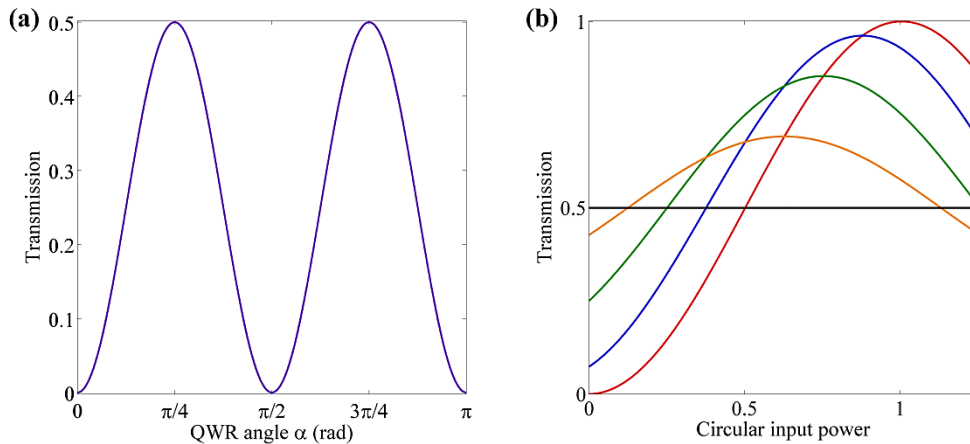 (a)
Transmission
0.5
0.4
0.3
0.2
0.1
0
0
π/4
π/2
3π/4
π
QWR angle α (rad)
(b)
Transmission
1
0.5
0
0
0.5
1
Circular input power